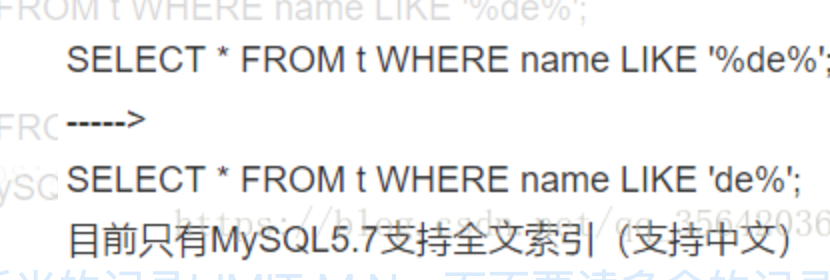 FROM t WHERE name LIKE '%de%';
SELECT * FROM t WHERE name LIKE '%de%';
----->
SELECT * FROM t WHERE name LIKE 'de%';
目前只有MySQL5.7支持全文索引（支持中文）